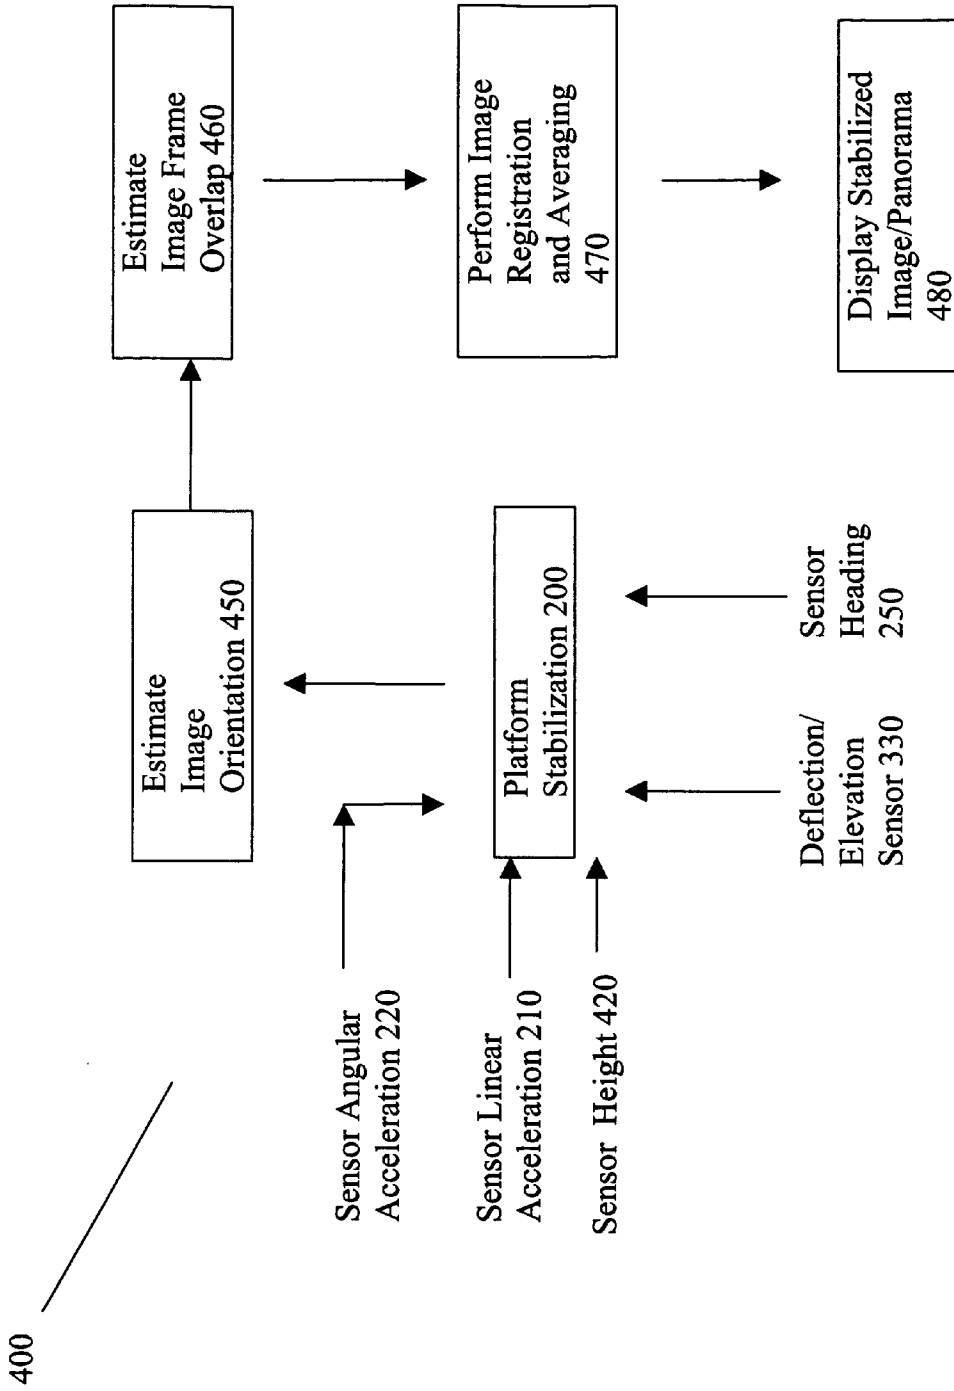 400
Sensor Angular
Acceleration 220
Sensor Linear
Acceleration 210
Sensor Height 420
Estimate
Image
Orientation 450
Platform
Stabilization 200
Deflection/
Elevation
Sensor 330
Sensor
Heading
250
Estimate
Image Frame
Overlap 460
Perform Image
Registration
and Averaging
470
Display Stabilized
Image/Panorama
480